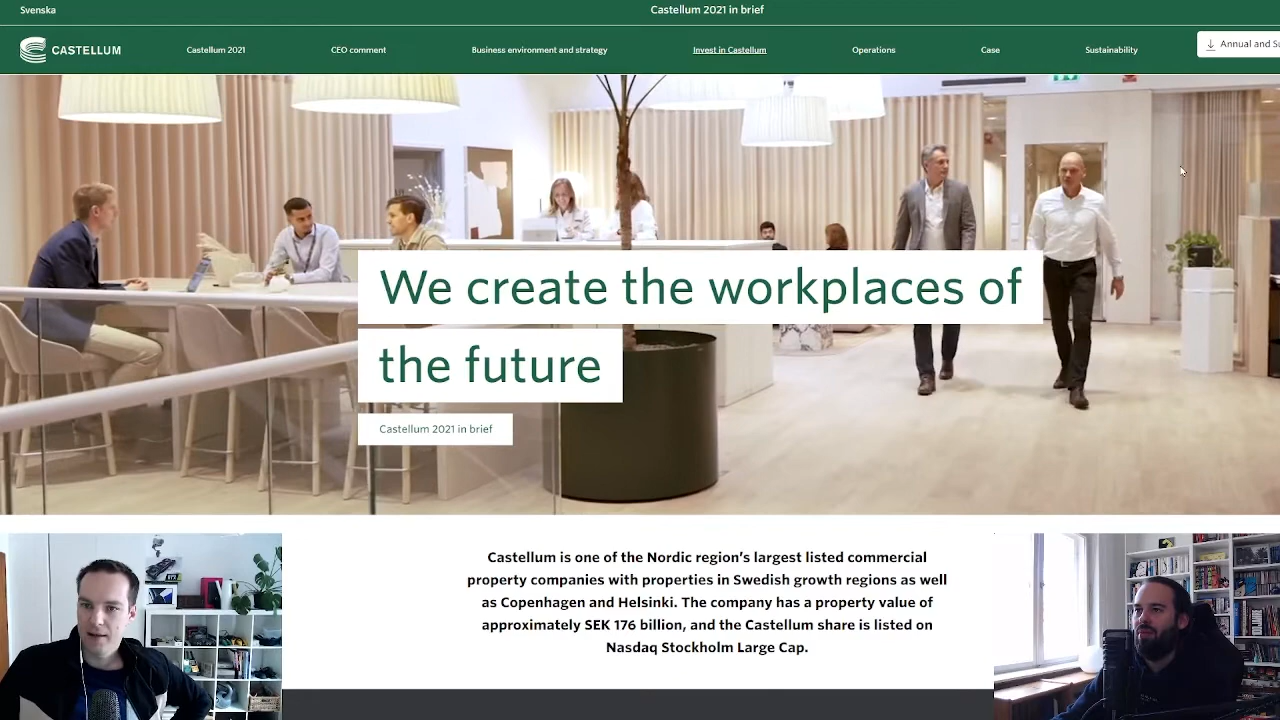 Svenska
Castellum 2021 in brief
CASTELLUM
Castellum 2021
CEO comment
Business environment and strategy
Invest in Castellum
Operations
Case
Sustainability
Annual and Su
We create the workplaces of
the future
Castellum 2021 in brief
Castellum is one of the Nordic region’s largest listed commercial
property companies with properties in Swedish growth regions as well
as Copenhagen and Helsinki. The company has a property value of
approximately SEK 176 billion, and the Castellum share is listed on
Nasdaq Stockholm Large Cap.